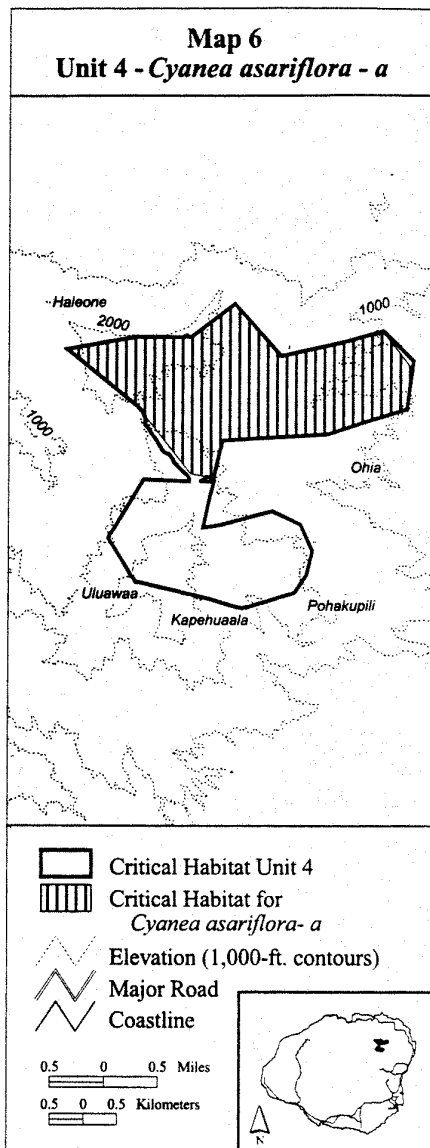 Map 6
Unit 4 - Cyanea asariflora - a
Haleone
2000
1000
1000
Ohia
Uluawaa
Kapehuaala
Pohakupili
Critical Habitat Unit 4
Critical Habitat for
Cyanea asariflora- a
Elevation (1,000-ft. contours)
Major Road
Coastline
0.5 0 0.5 Miles
0.5 0 0.5 Kilometers
N